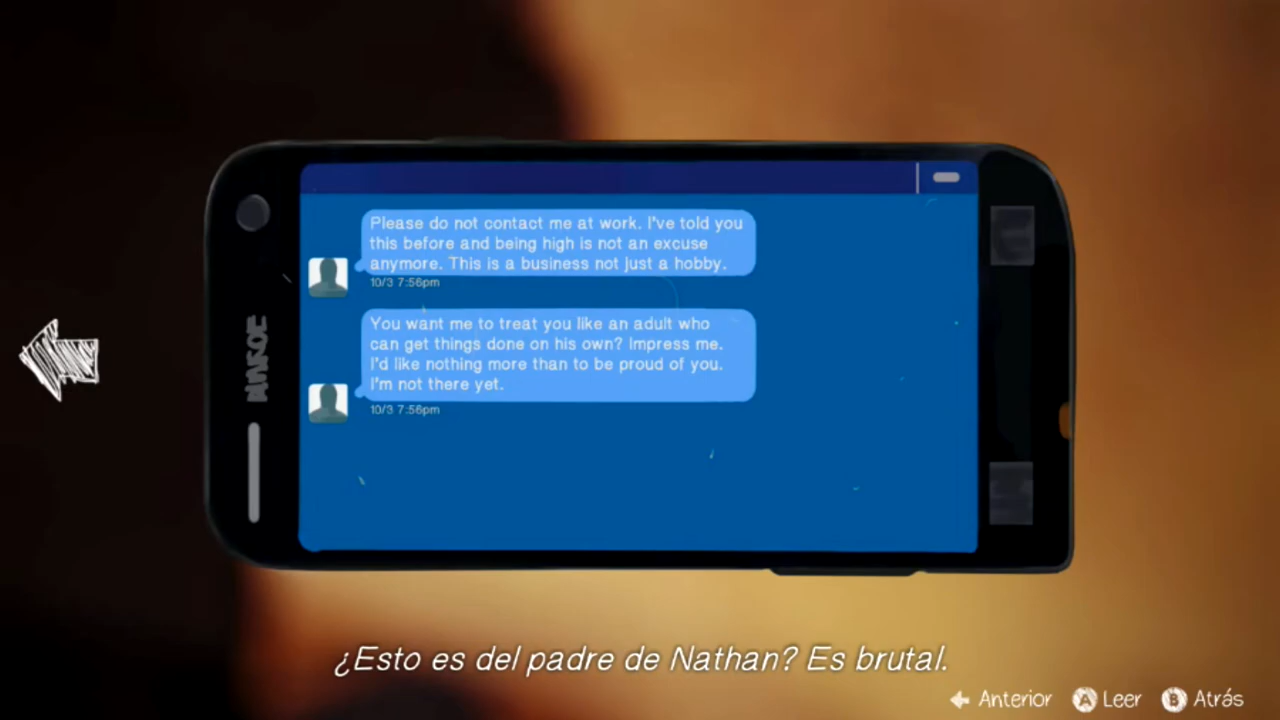 Please do not contact me at work. I've told you
this before and being high is not an excuse
anymore. This is a business not just a hobby.
10/3 7:56pm
You want me to treat you like an adult who
can get things done on his own? Impress me.
I'd like nothing more than to be proud of you.
I'm not there yet.
10/3 7:56pm
¿Esto es del padre de Nathan? Es brutal.
Anterior A Leer B Atrás